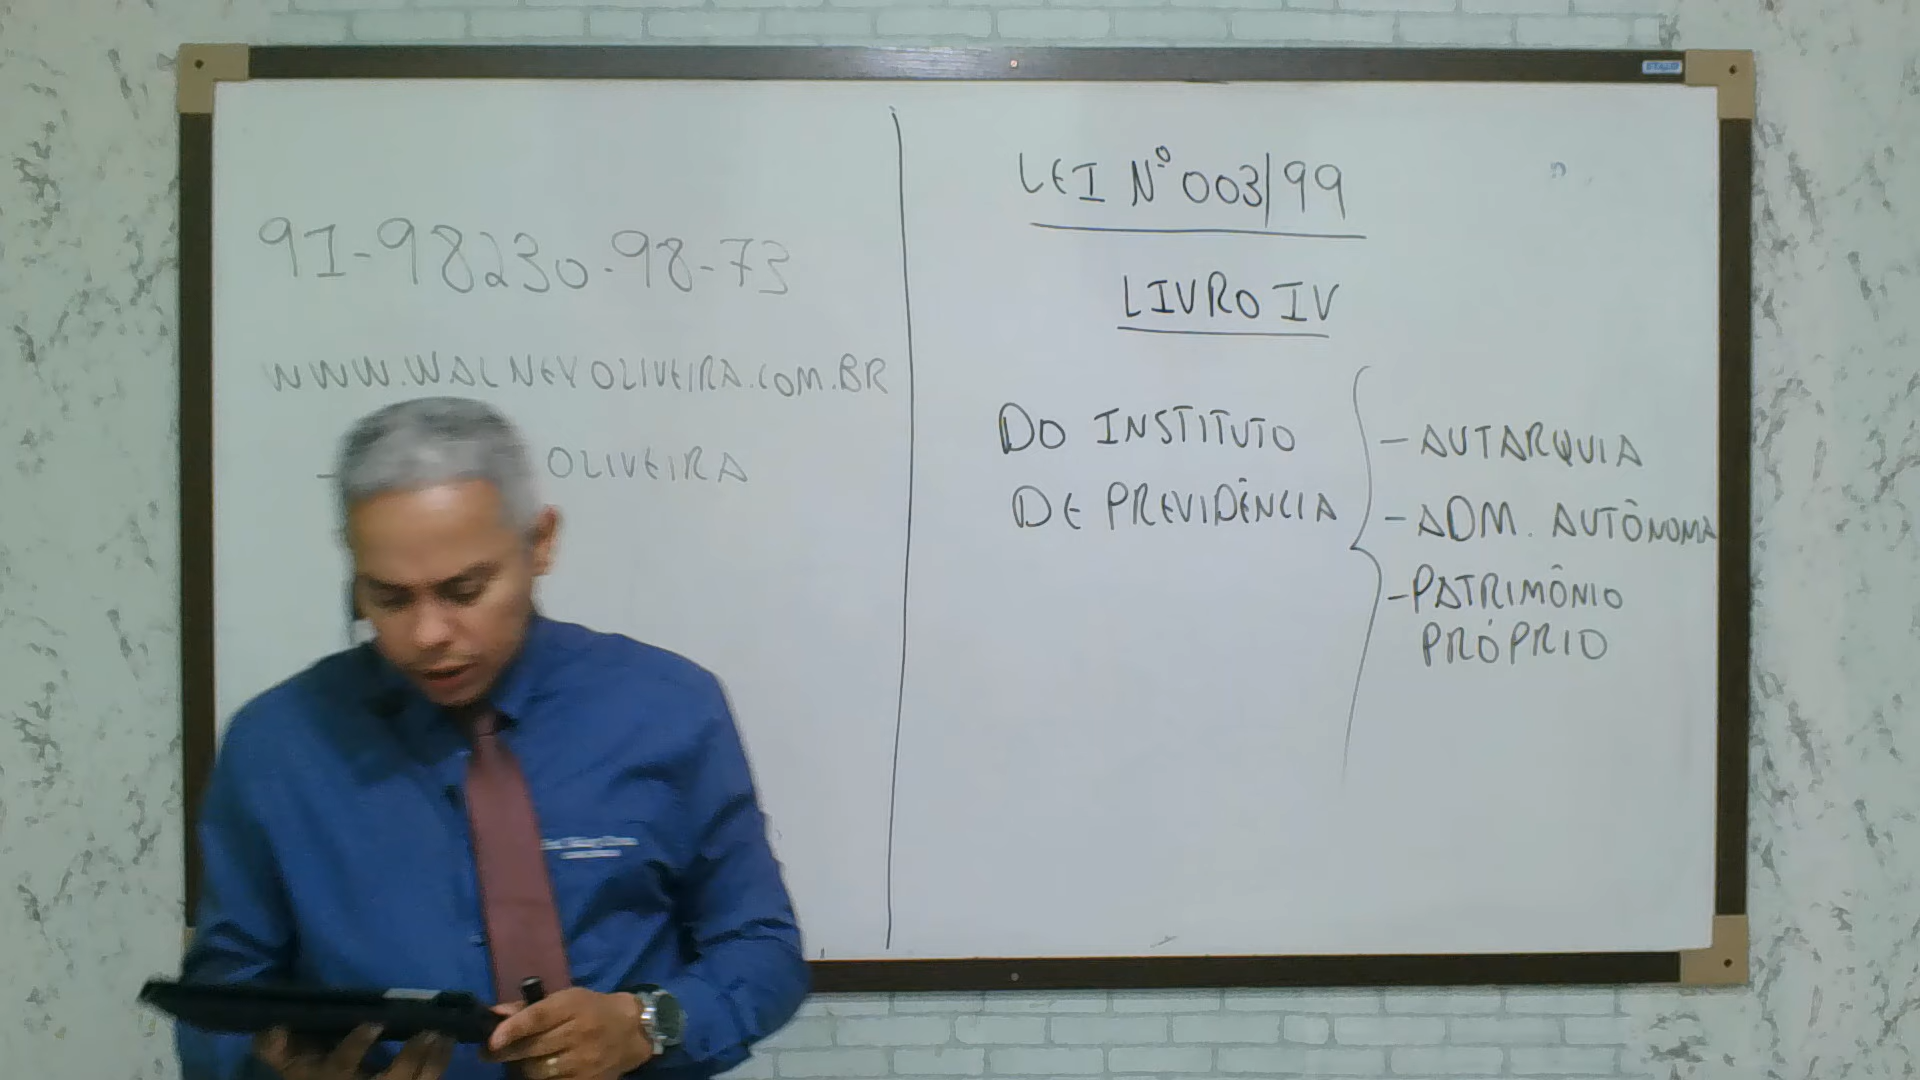 91-98230-98-73
WWW.WALNEYOLIVEIRA.COM.BR
OLIVEIRA
LEI Nº 003/99
LIVRO IV
DO INSTITUTO
DE PREVIDÊNCIA
- AUTARQUIA
- ADM. AUTÔNOMA
- PATRIMÔNIO
PRÓPRIO